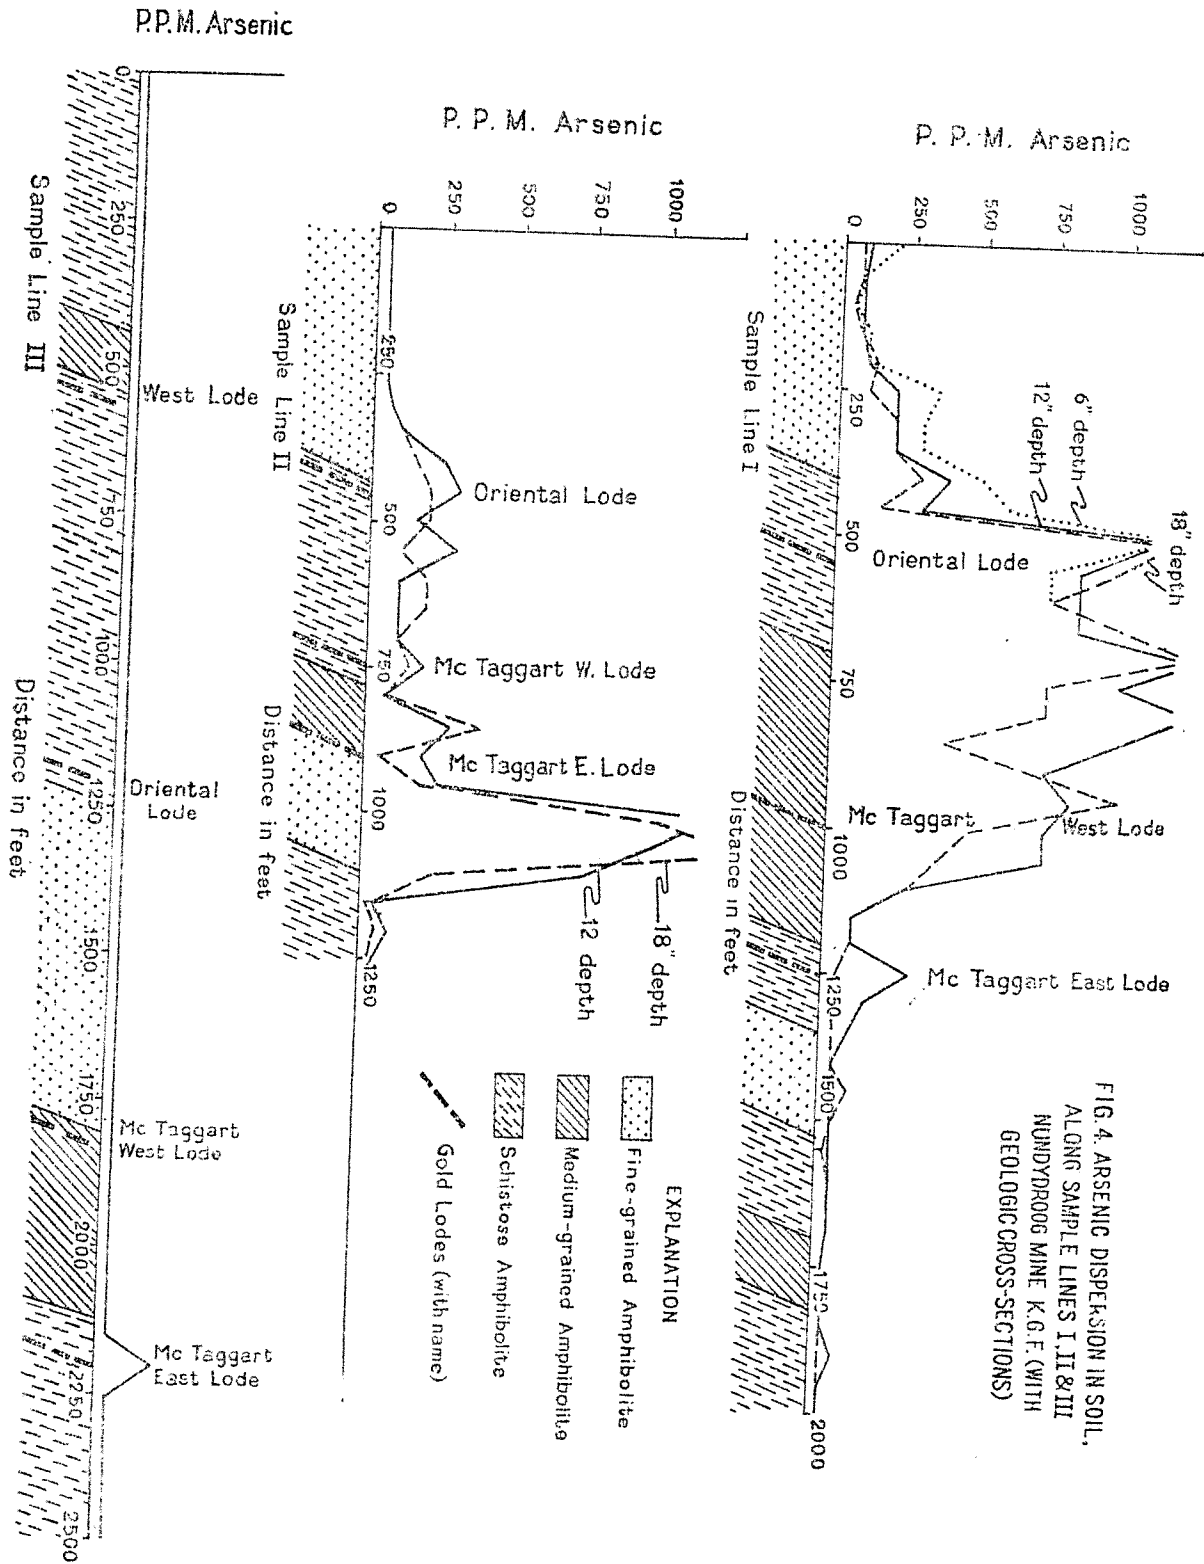 FIG. 4. ARSENIC DISPERSION IN SOIL,
ALONG SAMPLE LINES I, II & III
NUNDYDROOG MINE K.G.F. (WITH
GEOLOGIC CROSS-SECTIONS)
P. P. M. Arsenic
0
250
500
750
1000
6" depth
12" depth
18" depth
Oriental Lode
Mc Taggart West Lode
Mc Taggart East Lode
250
500
750
1000
1250
1500
1750
2000
Sample Line I
Distance in feet
P. P. M. Arsenic
0
250
500
750
1000
Oriental Lode
Mc Taggart W. Lode
Mc Taggart E. Lode
18" depth
12 depth
250
500
750
1000
1250
Sample Line II
Distance in feet
EXPLANATION
Fine-grained Amphibolite
Medium-grained Amphibolite
Schistose Amphibolite
Gold Lodes (with name)
P.P.M. Arsenic
West Lode
Oriental
Lode
Mc Taggart
West Lode
Mc Taggart
East Lode
0
250
500
750
1000
1250
1500
1750
2000
2250
2500
Sample Line III
Distance in feet